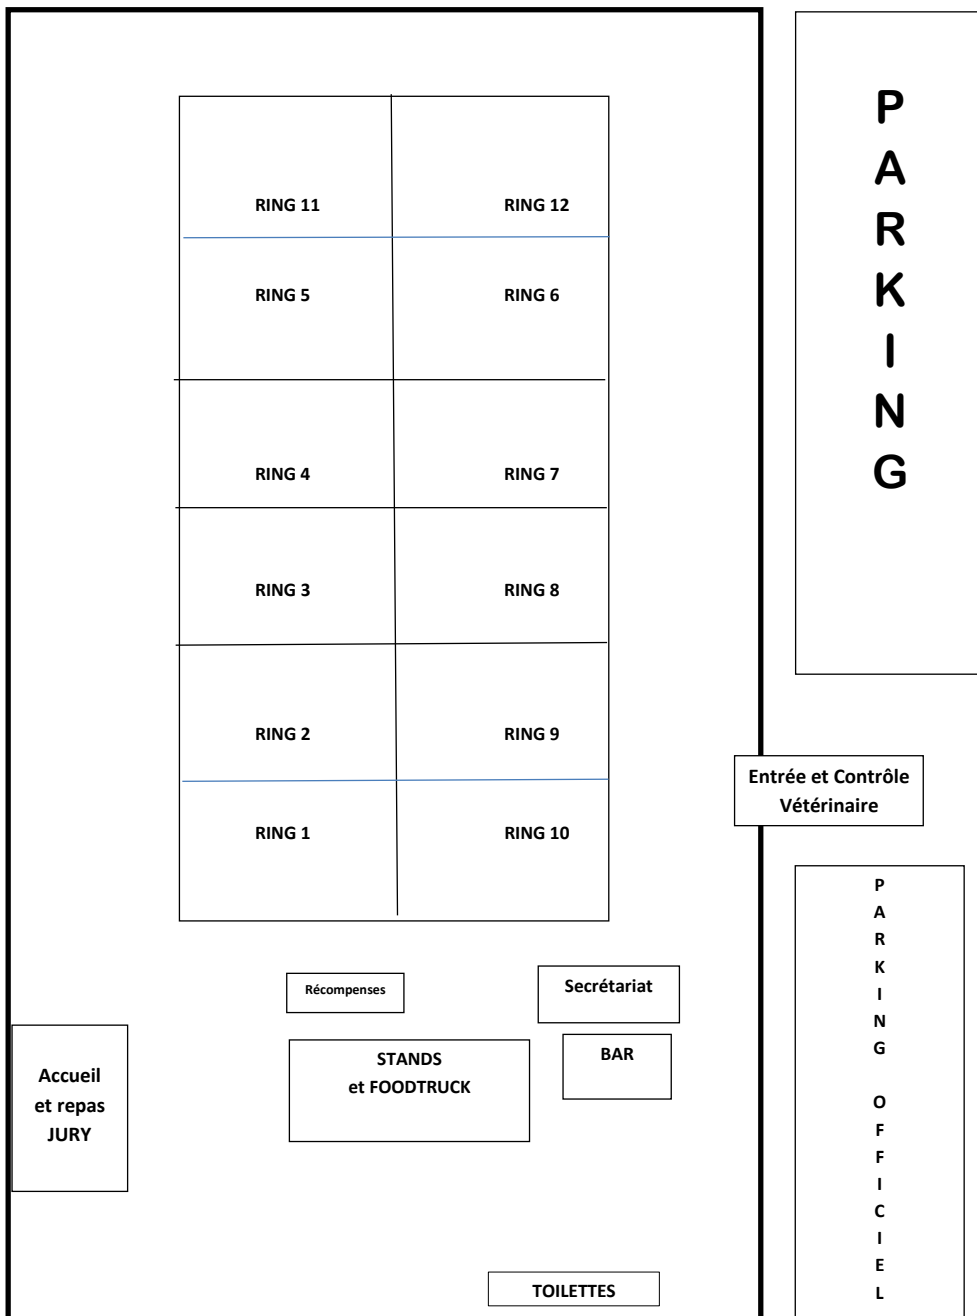 P
A
R
K
I
N
G
RING 11
RING 12
RING 5
RING 6
RING 4
RING 7
RING 3
RING 8
RING 2
RING 9
Entrée et Contrôle
Vétérinaire
RING 1
RING 10
P
A
R
K
I
N
G
O
F
F
I
C
I
E
L
Récompenses
Secrétariat
STANDS
et FOODTRUCK
BAR
Accueil
et repas
JURY
TOILETTES